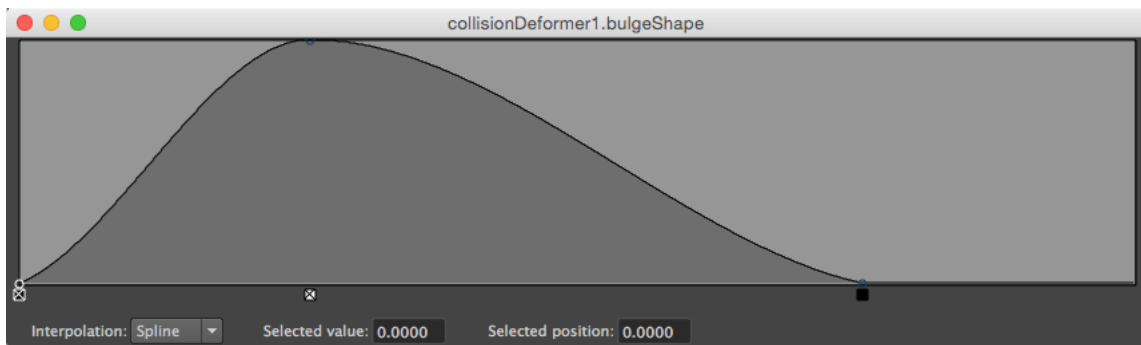 collisionDeformer1.bulgeShape
Interpolation: Spline Selected value: 0.0000 Selected position: 0.0000